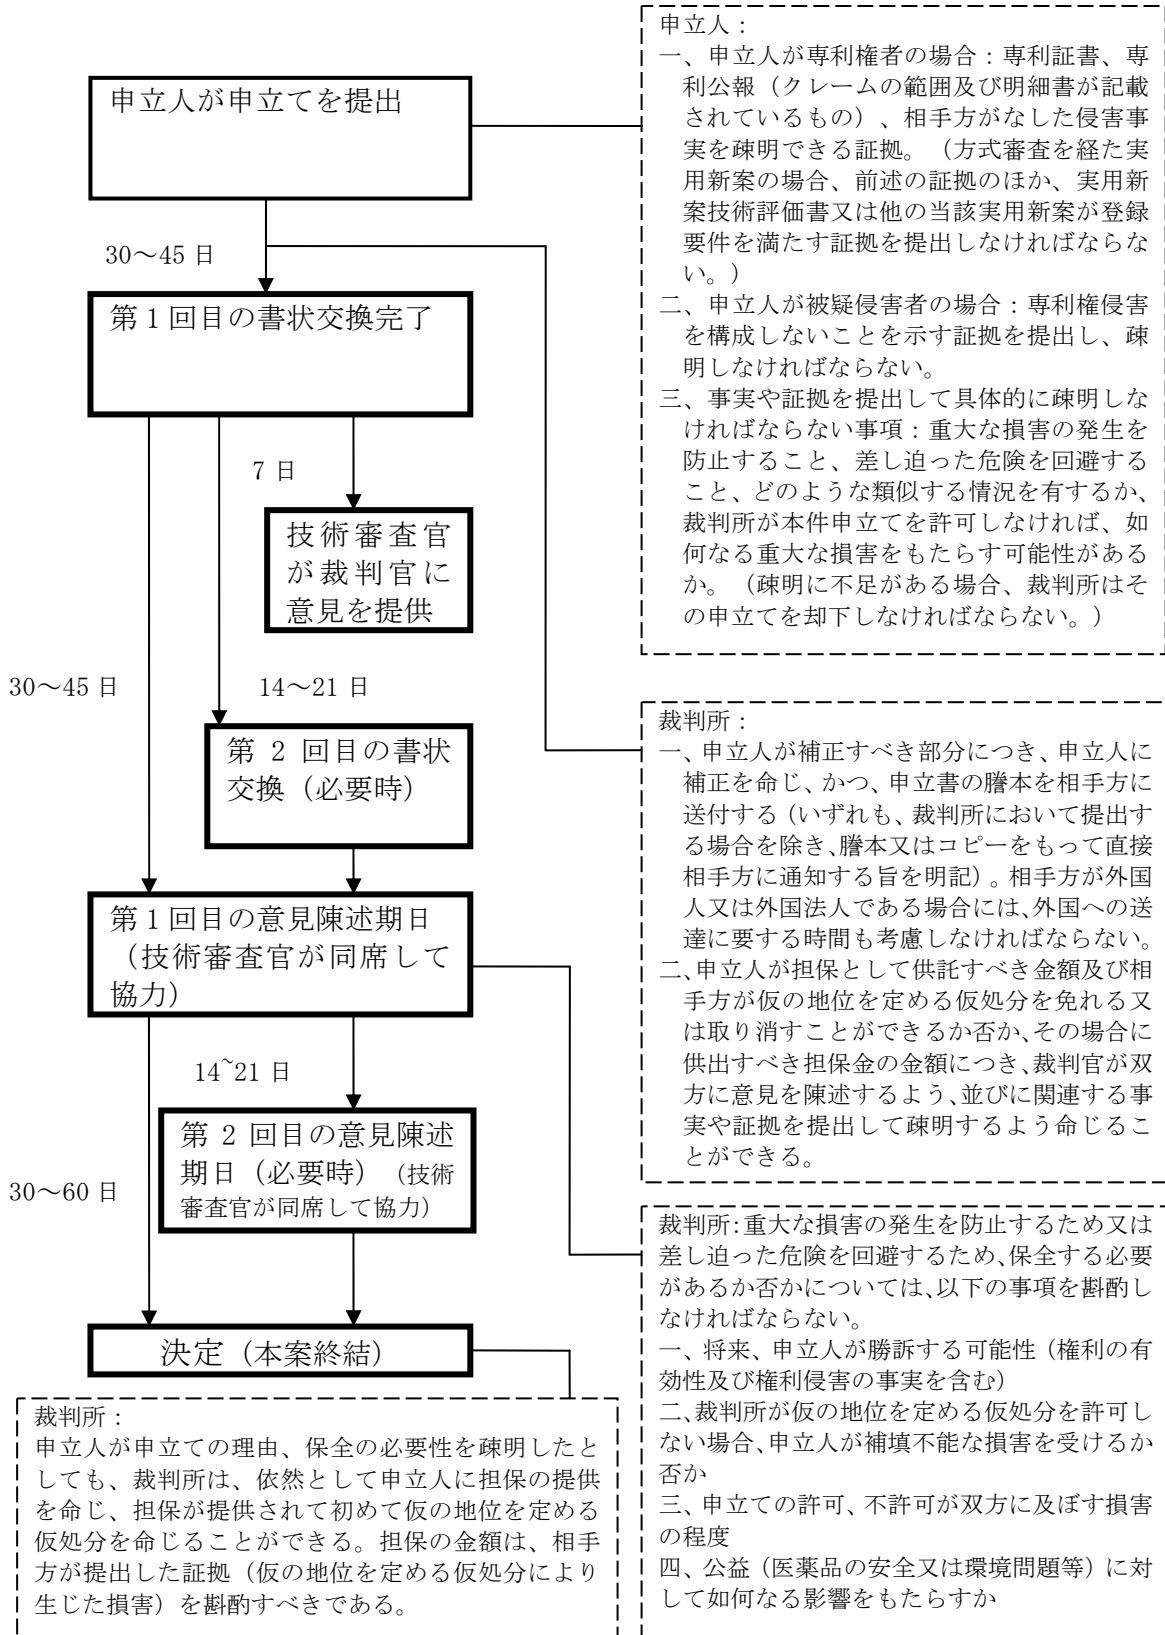 申立人が申立てを提出
30～45 日
第 1 回目の書状交換完了
7 日
技術審査官
が裁判官に
意見を提供
30～45 日
14～21 日
第 2 回目の書状
交換（必要時）
第 1 回目の意見陳述期日
（技術審査官が同席して
協力）
14~21 日
第 2 回目の意見陳述
期日（必要時）（技術
審査官が同席して協力）
30～60 日
決定（本案終結）
裁判所：
申立人が申立ての理由、保全の必要性を疎明したと
しても、裁判所は、依然として申立人に担保の提供
を命じ、担保が提供されて初めて仮の地位を定める
仮処分を命じることができる。担保の金額は、相手
方が提出した証拠（仮の地位を定める仮処分により
生じた損害）を斟酌すべきである。
申立人：
一、申立人が専利権者の場合：専利証書、専
利公報（クレームの範囲及び明細書が記載
されているもの）、相手方がなした侵害事
実を疎明できる証拠。（方式審査を経た実
用新案の場合、前述の証拠のほか、実用新
案技術評価書又は他の当該実用新案が登録
要件を満たす証拠を提出しなければならな
い。）
二、申立人が被疑侵害者の場合：専利権侵害
を構成しないことを示す証拠を提出し、疎
明しなければならない。
三、事実や証拠を提出して具体的に疎明しな
ければならない事項：重大な損害の発生を
防止すること、差し迫った危険を回避する
こと、どのような類似する情況を有するか、
裁判所が本件申立てを許可しなければ、如
何なる重大な損害をもたらす可能性がある
か。（疎明に不足がある場合、裁判所はそ
の申立てを却下しなければならない。）
裁判所：
一、申立人が補正すべき部分につき、申立人に
補正を命じ、かつ、申立書の謄本を相手方に
送付する（いずれも、裁判所において提出す
る場合を除き、謄本又はコピーをもって直接
相手方に通知する旨を明記）。相手方が外国
人又は外国法人である場合には、外国への送
達に要する時間も考慮しなければならない。
二、申立人が担保として供託すべき金額及び相
手方が仮の地位を定める仮処分を免れる又
は取り消すことができるか否か、その場合に
供出すべき担保金の金額につき、裁判官が双
方に意見を陳述するよう、並びに関連する事
実や証拠を提出して疎明するよう命じるこ
とができる。
裁判所：重大な損害の発生を防止するため又は
差し迫った危険を回避するため、保全する必要
があるか否かについては、以下の事項を斟酌し
なければならない。
一、将来、申立人が勝訴する可能性（権利の有
効性及び権利侵害の事実を含む）
二、裁判所が仮の地位を定める仮処分を許可し
ない場合、申立人が補填不能な損害を受けるか
否か
三、申立ての許可、不許可が双方に及ぼす損害
の程度
四、公益（医薬品の安全又は環境問題等）に対
して如何なる影響をもたらすか